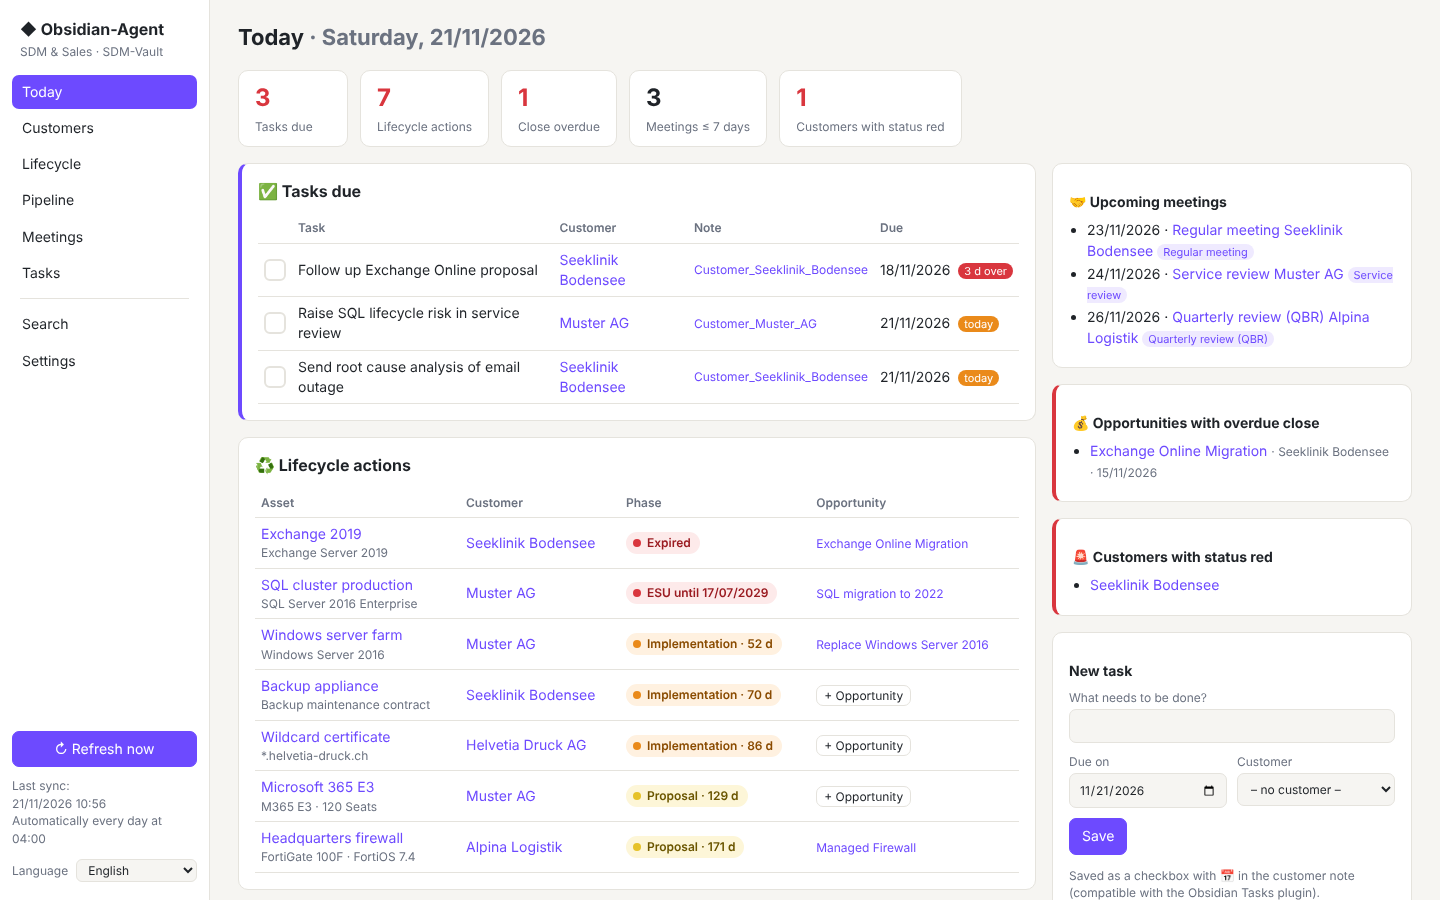 ◆ Obsidian-Agent
SDM & Sales · SDM-Vault
Today
Customers
Lifecycle
Pipeline
Meetings
Tasks
Search
Settings
↻ Refresh now
Last sync:
21/11/2026 10:56
Automatically every day at
04:00
Language English
Today · Saturday, 21/11/2026
3
Tasks due
7
Lifecycle actions
1
Close overdue
3
Meetings ≤ 7 days
1
Customers with status red
✅ Tasks due
Task Customer Note Due
Follow up Exchange Online proposal Seeklinik Bodensee Customer_Seeklinik_Bodensee 18/11/2026 3 d over
Raise SQL lifecycle risk in service review Muster AG Customer_Muster_AG 21/11/2026 today
Send root cause analysis of email outage Seeklinik Bodensee Customer_Seeklinik_Bodensee 21/11/2026 today
♻️ Lifecycle actions
Asset Customer Phase Opportunity
Exchange 2019 Seeklinik Bodensee Expired Exchange Online Migration
Exchange Server 2019
SQL cluster production Muster AG ESU until 17/07/2029 SQL migration to 2022
SQL Server 2016 Enterprise
Windows server farm Muster AG Implementation · 52 d Replace Windows Server 2016
Windows Server 2016
Backup appliance Seeklinik Bodensee Implementation · 70 d + Opportunity
Backup maintenance contract
Wildcard certificate Helvetia Druck AG Implementation · 86 d + Opportunity
*.helvetia-druck.ch
Microsoft 365 E3 Muster AG Proposal · 129 d + Opportunity
M365 E3 · 120 Seats
Headquarters firewall Alpina Logistik Proposal · 171 d Managed Firewall
FortiGate 100F · FortiOS 7.4
🤝 Upcoming meetings
• 23/11/2026 · Regular meeting Seeklinik
Bodensee Regular meeting
• 24/11/2026 · Service review Muster AG Service
review
• 26/11/2026 · Quarterly review (QBR) Alpina
Logistik Quarterly review (QBR)
💰 Opportunities with overdue close
• Exchange Online Migration · Seeklinik Bodensee
· 15/11/2026
🚨 Customers with status red
• Seeklinik Bodensee
New task
What needs to be done?
Due on Customer
11/21/2026 – no customer –
Save
Saved as a checkbox with 📅 in the customer note
(compatible with the Obsidian Tasks plugin).